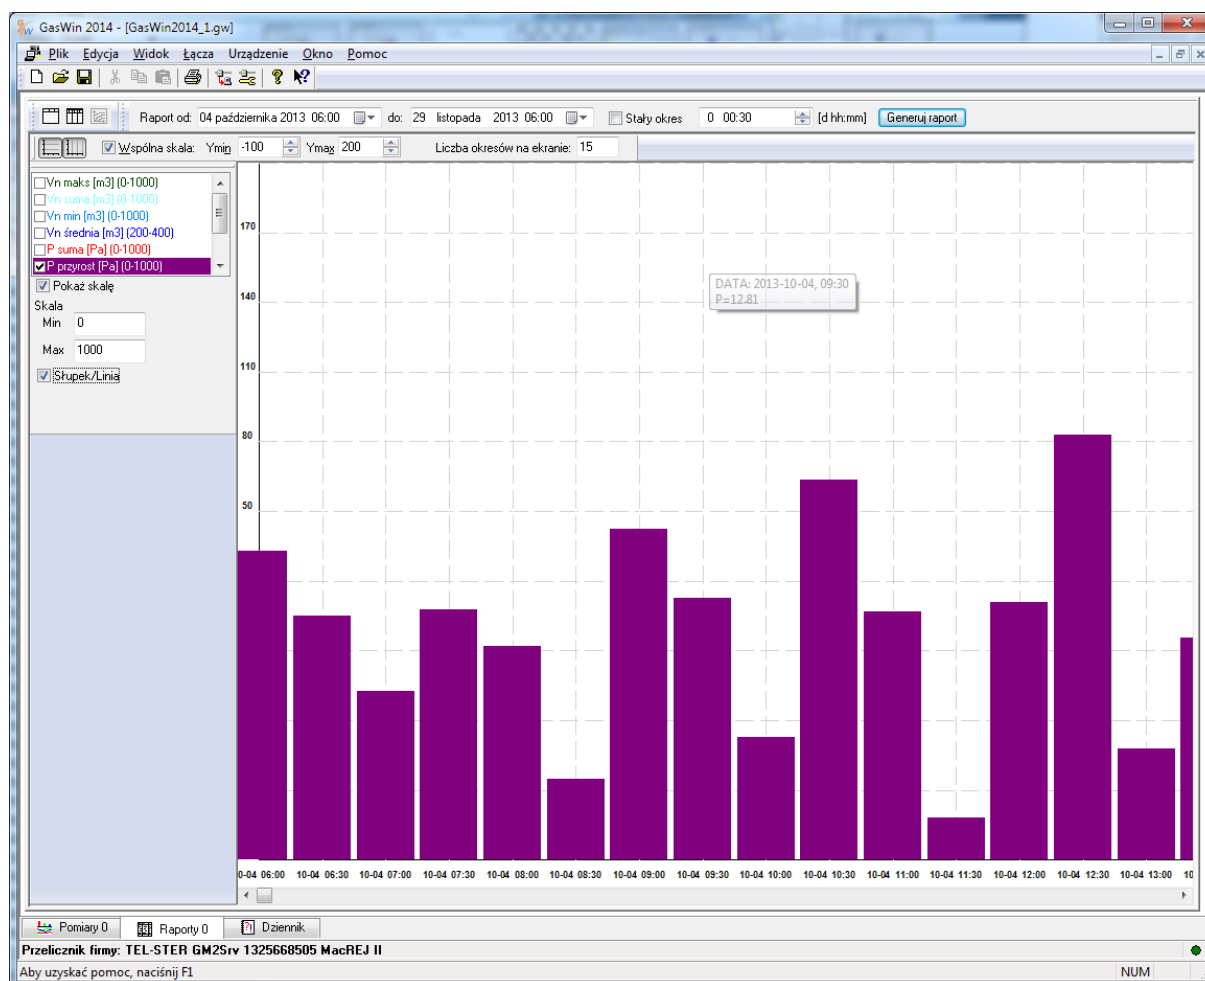 GasWin 2014 - [GasWin2014_1.gw]
Plik Edycja Widok Łącza Urządzenie Okno Pomoc
Raport od: 04 października 2013 06:00 do: 29 listopada 2013 06:00 Stały okres 0 00:30 [d hh:mm] Generuj raport
Wspólna skala: Ymin -100 Ymax 200 Liczba okresów na ekranie: 15
Vn maks [m3] (0-1000)
Vn suma [m3] (0-1000)
Vn min [m3] (0-1000)
Vn średnia [m3] (200-400)
P suma [Pa] (0-1000)
P przyrost [Pa] (0-1000)
Pokaż skalę
Skala
Min 0
Max 1000
Słupek/Linia
170
140
110
80
50
DATA: 2013-10-04, 09:30
P=12.81
0-04 06:00 10-04 06:30 10-04 07:00 10-04 07:30 10-04 08:00 10-04 08:30 10-04 09:00 10-04 09:30 10-04 10:00 10-04 10:30 10-04 11:00 10-04 11:30 10-04 12:00 10-04 12:30 10-04 13:00 10
Pomiary 0 Raporty 0 Dziennik
Przelicznik firmy: TEL-STER GM2Srv 1325668505 MacREJ II
Aby uzyskać pomoc, naciśnij F1 NUM